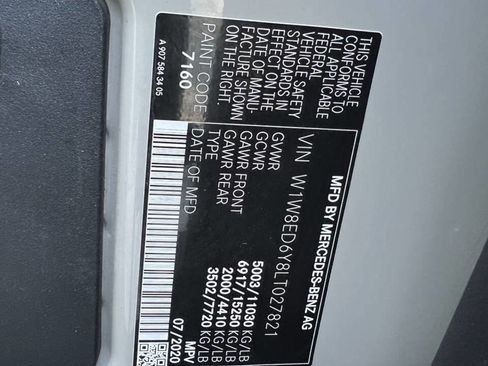 MFD BY MERCEDES-BENZ AG
VIN W1W8ED6Y8LT027821
GVWR 5003/11030 KG/LB
GCWR 6917/15250 KG/LB
GAWR FRONT 2000/4410 KG/LB
GAWR REAR 3502/7720 KG/LB
TYPE MPV
DATE OF MFD 07/2020
THIS VEHICLE
CONFORMS TO
ALL APPLICABLE
FEDERAL
VEHICLE SAFETY
STANDARDS IN
EFFECT ON THE
DATE OF MANU-
FACTURE SHOWN
ON THE RIGHT.
PAINT CODE
7160
A 907 584 34 05